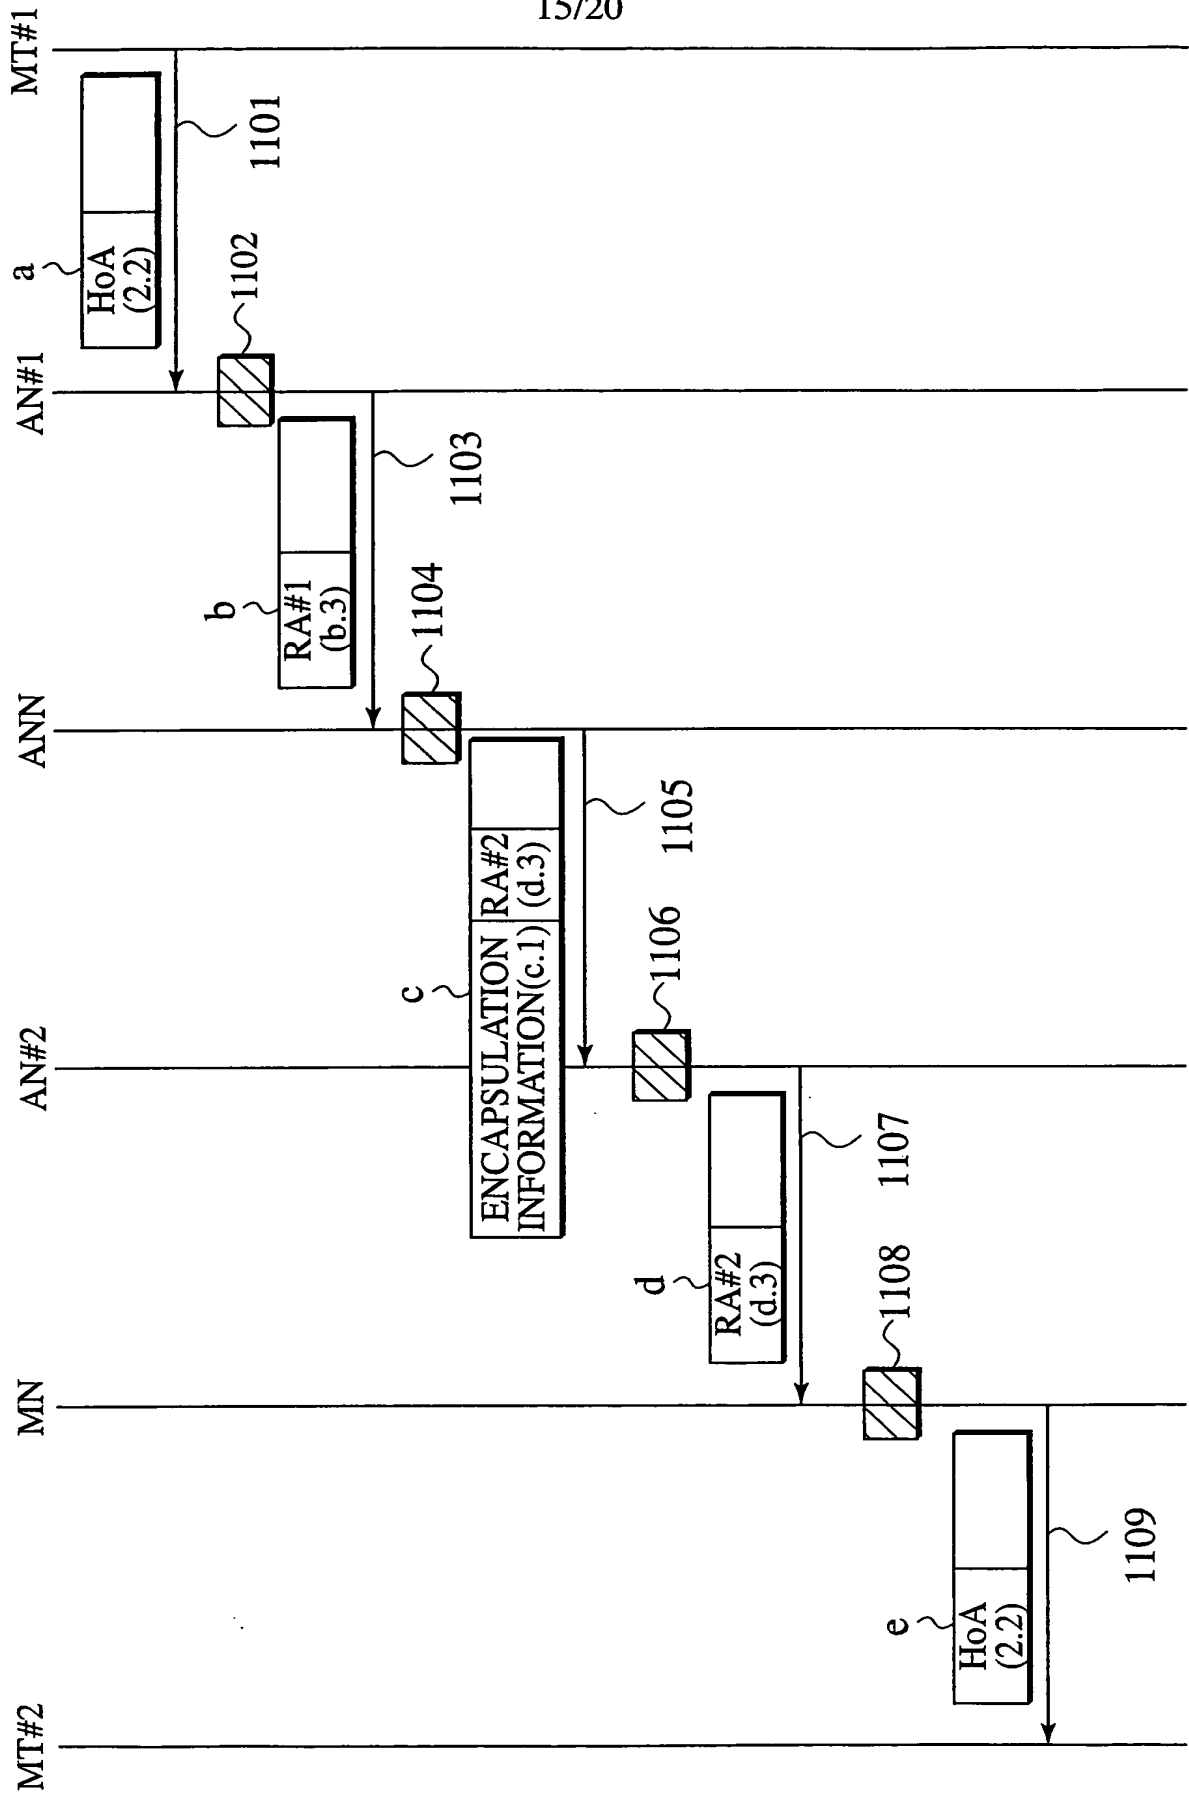 15/20
MT#2
MN
AN#2
ANN
AN#1
MT#1
a
HoA
(2.2)
1101
1102
b
RA#1
(b.3)
1103
1104
c
ENCAPSULATION
INFORMATION(c.1)
RA#2
(d.3)
1105
1106
d
RA#2
(d.3)
1107
1108
e
HoA
(2.2)
1109